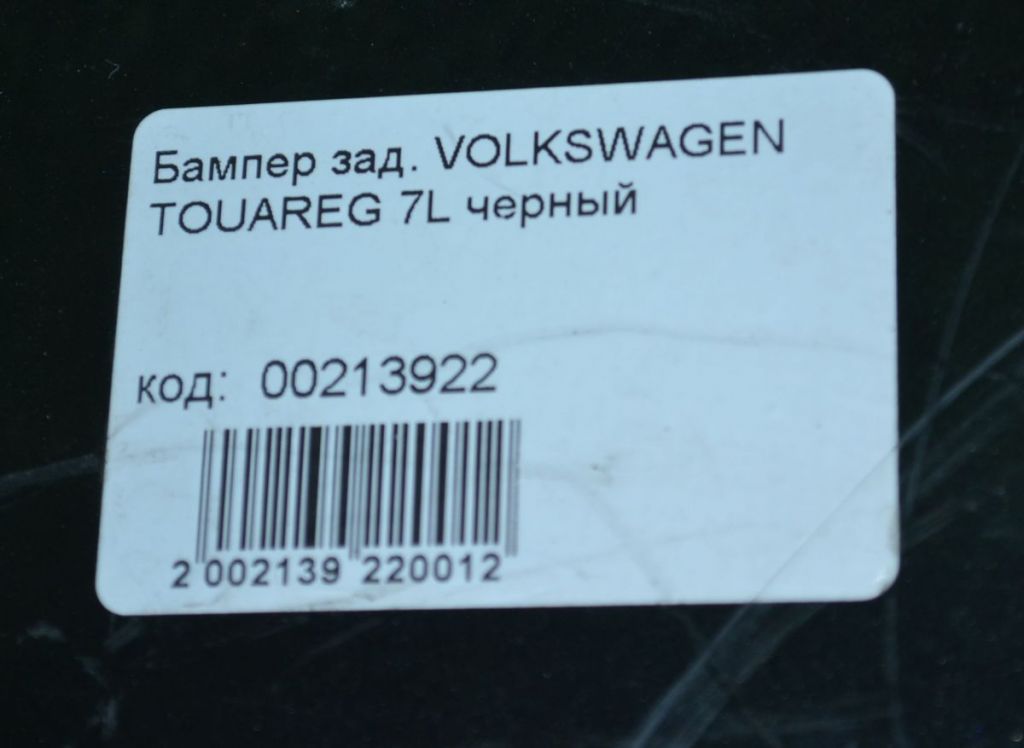 Бампер зад. VOLKSWAGEN
TOUAREG 7L черный
код: 00213922
2 002139 220012